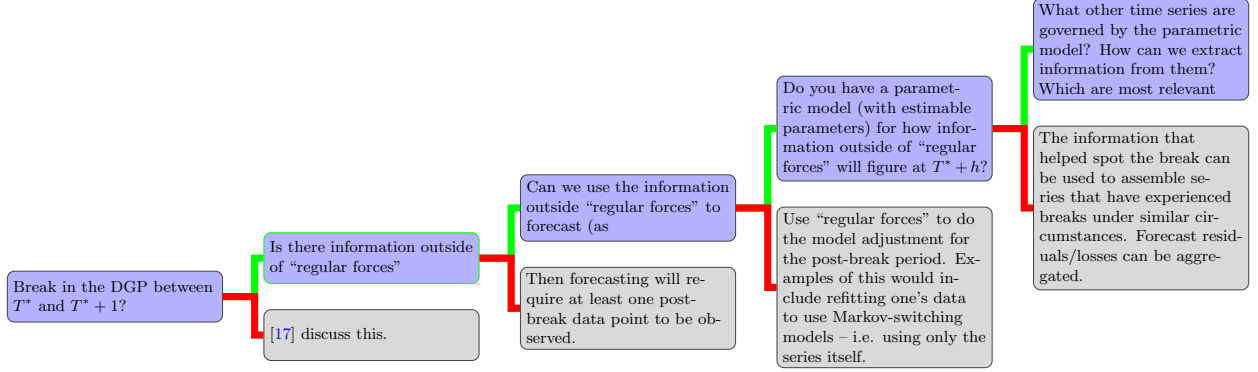 Break in the DGP between
T* and T* + 1?
Is there information outside
of “regular forces”
[17] discuss this.
Can we use the information
outside “regular forces” to
forecast (as
Then forecasting will re-
quire at least one post-
break data point to be ob-
served.
Do you have a paramet-
ric model (with estimable
parameters) for how infor-
mation outside of “regular
forces” will figure at T* + h?
Use “regular forces” to do
the model adjustment for
the post-break period. Ex-
amples of this would in-
clude refitting one’s data
to use Markov-switching
models – i.e. using only the
series itself.
What other time series are
governed by the parametric
model? How can we extract
information from them?
Which are most relevant
The information that
helped spot the break can
be used to assemble se-
ries that have experienced
breaks under similar cir-
cumstances. Forecast resid-
uals/losses can be aggre-
gated.